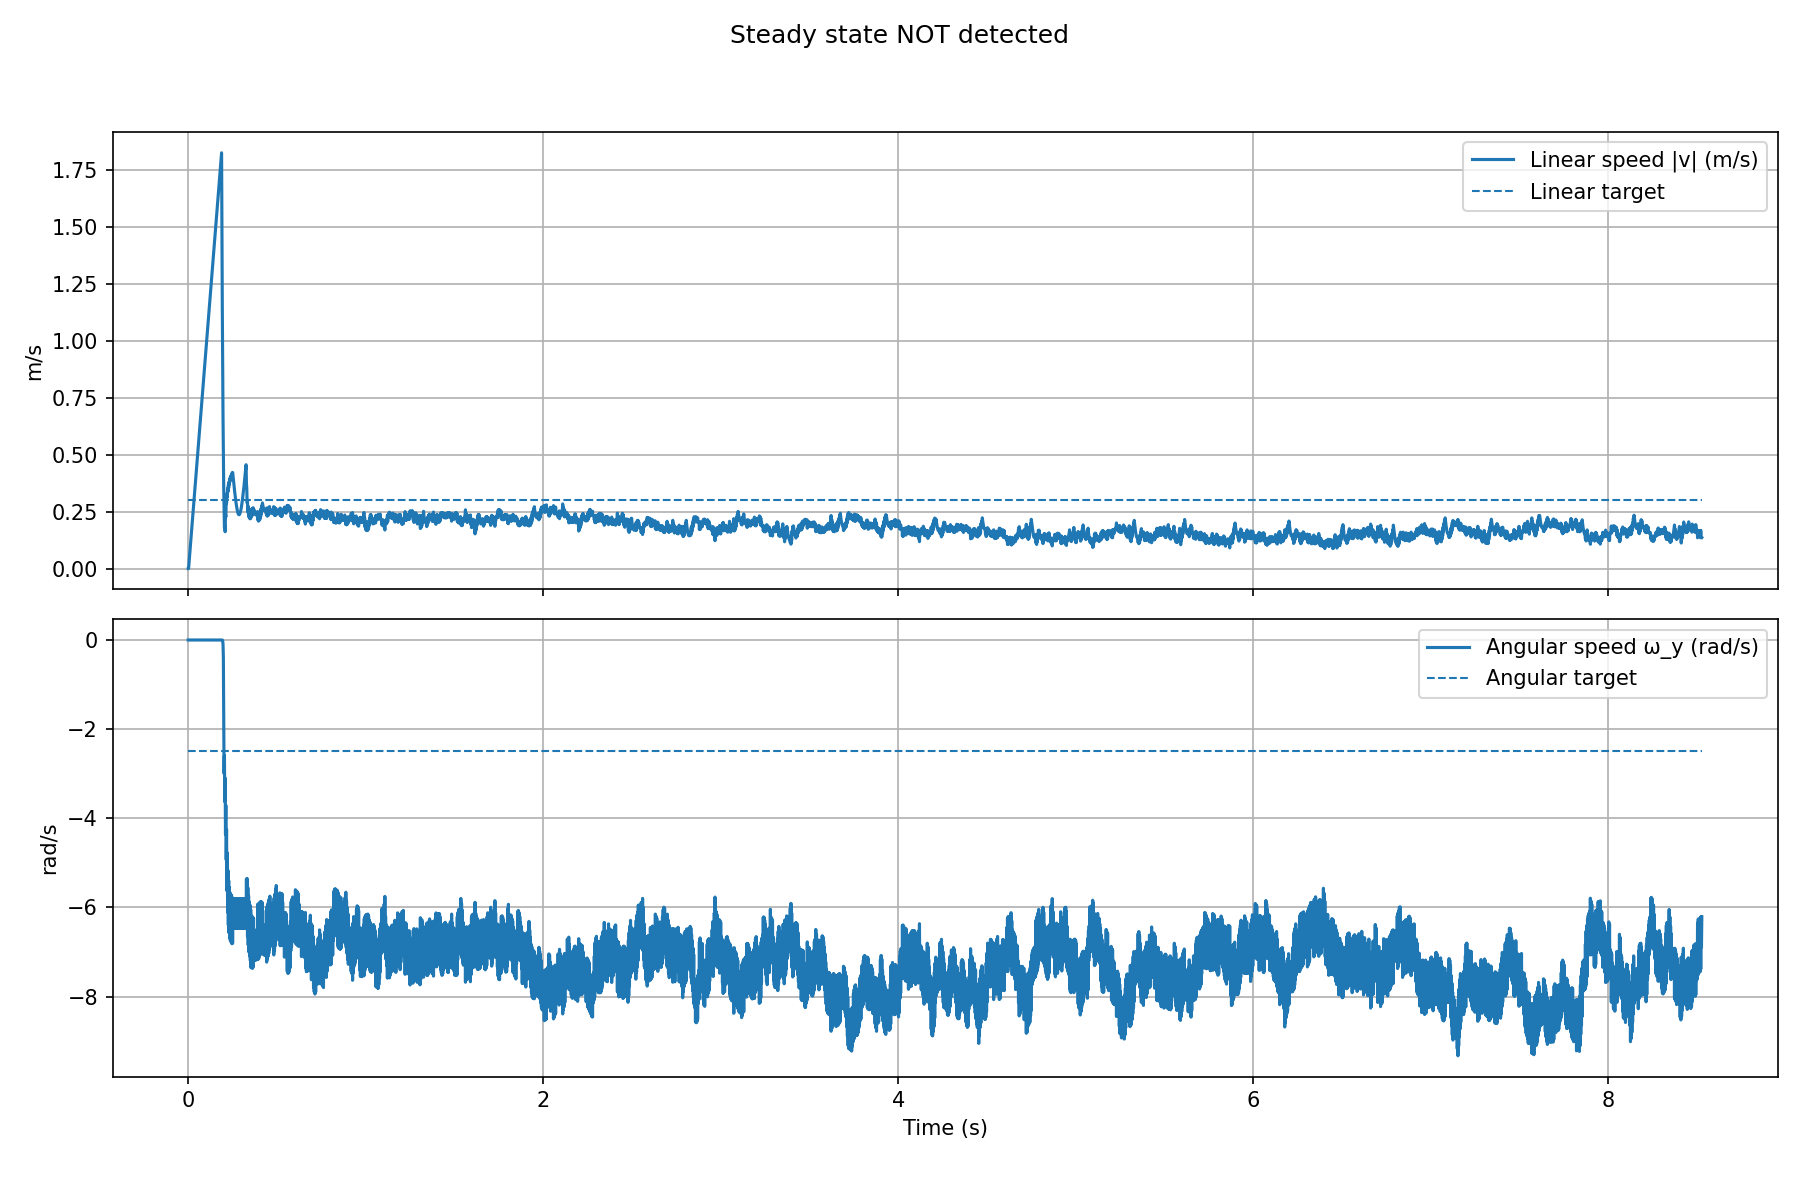 Steady state NOT detected
1.75
1.50
1.25
1.00
0.75
0.50
0.25
0.00
m/s
Linear speed |v| (m/s)
Linear target
0
−2
−4
−6
−8
rad/s
Angular speed ω_y (rad/s)
Angular target
0 2 4 6 8
Time (s)